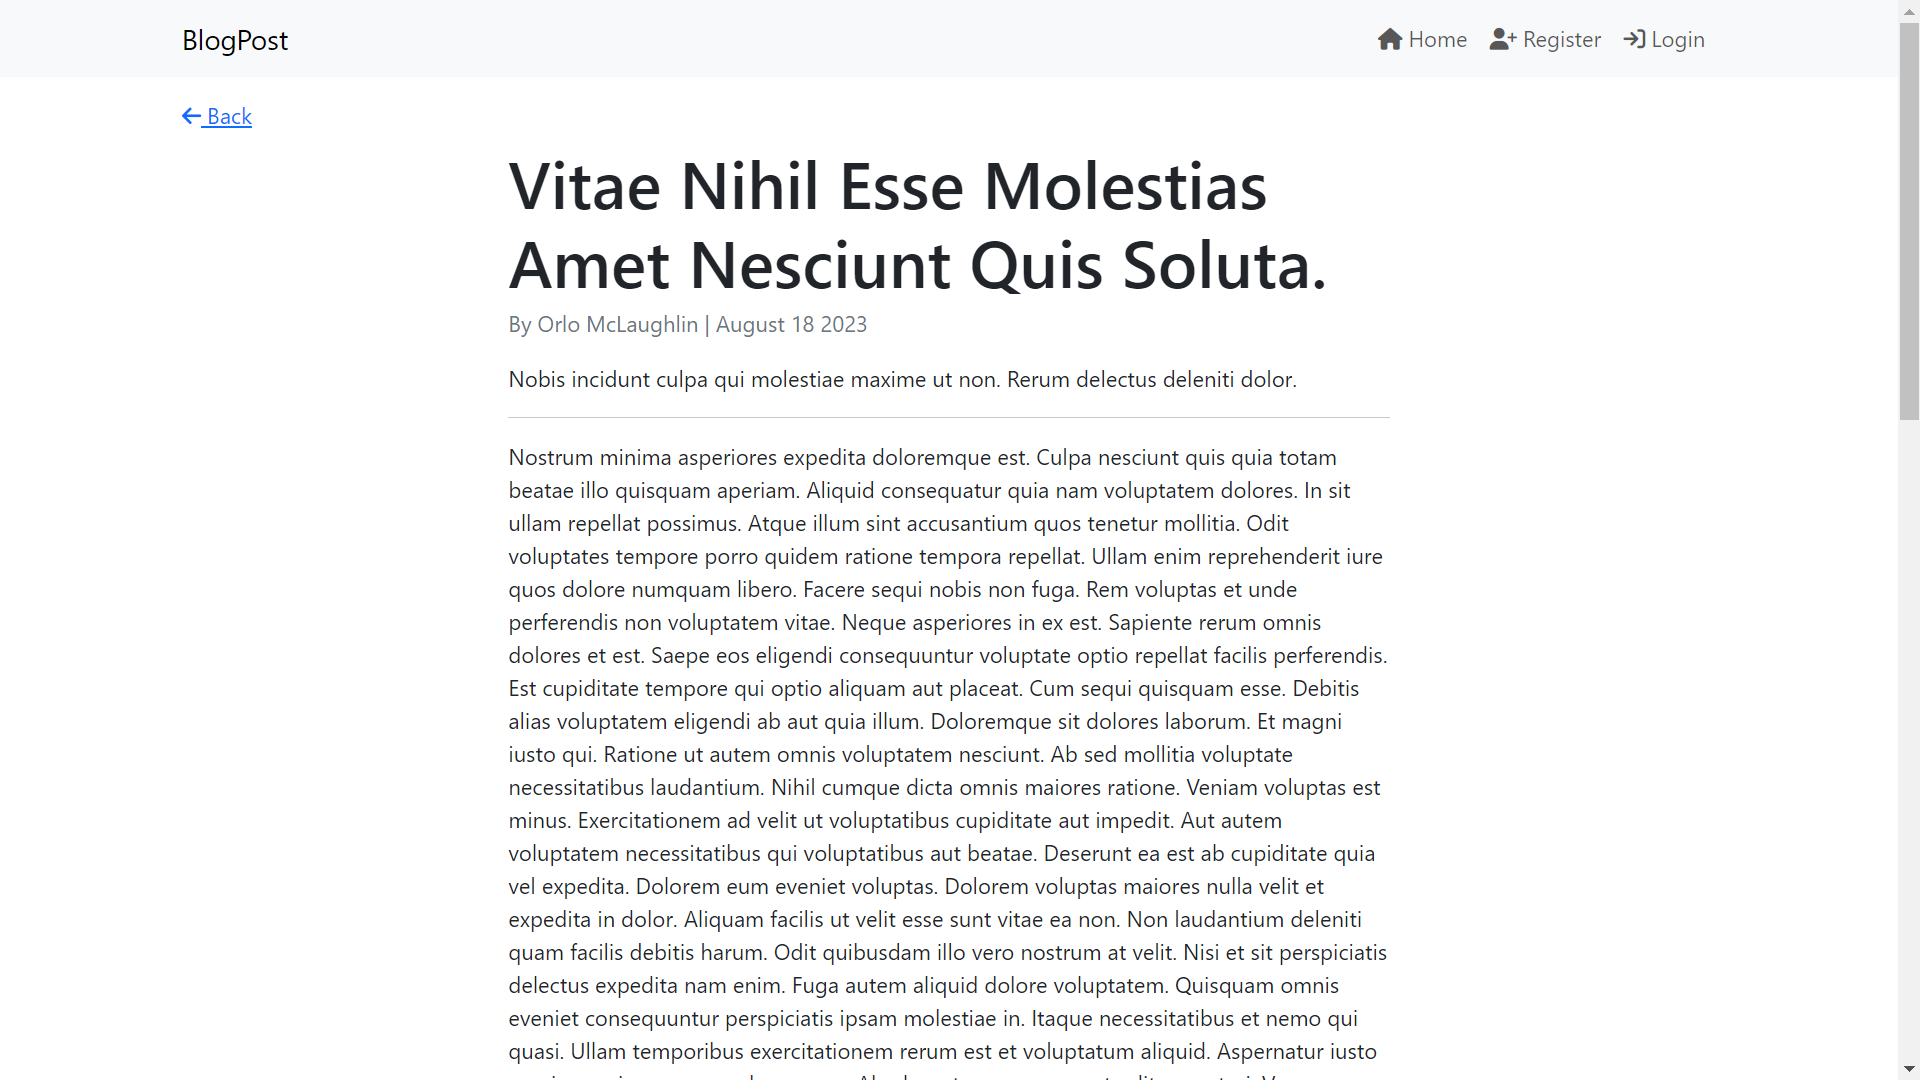 BlogPost
Home
Register
Login
Back
Vitae Nihil Esse Molestias
Amet Nesciunt Quis Soluta.
By Orlo McLaughlin | August 18 2023
Nobis incidunt culpa qui molestiae maxime ut non. Rerum delectus deleniti dolor.
Nostrum minima asperiores expedita doloremque est. Culpa nesciunt quis quia totam
beatae illo quisquam aperiam. Aliquid consequatur quia nam voluptatem dolores. In sit
ullam repellat possimus. Atque illum sint accusantium quos tenetur mollitia. Odit
voluptates tempore porro quidem ratione tempora repellat. Ullam enim reprehenderit iure
quos dolore numquam libero. Facere sequi nobis non fuga. Rem voluptas et unde
perferendis non voluptatem vitae. Neque asperiores in ex est. Sapiente rerum omnis
dolores et est. Saepe eos eligendi consequuntur voluptate optio repellat facilis perferendis.
Est cupiditate tempore qui optio aliquam aut placeat. Cum sequi quisquam esse. Debitis
alias voluptatem eligendi ab aut quia illum. Doloremque sit dolores laborum. Et magni
iusto qui. Ratione ut autem omnis voluptatem nesciunt. Ab sed mollitia voluptate
necessitatibus laudantium. Nihil cumque dicta omnis maiores ratione. Veniam voluptas est
minus. Exercitationem ad velit ut voluptatibus cupiditate aut impedit. Aut autem
voluptatem necessitatibus qui voluptatibus aut beatae. Deserunt ea est ab cupiditate quia
vel expedita. Dolorem eum eveniet voluptas. Dolorem voluptas maiores nulla velit et
expedita in dolor. Aliquam facilis ut velit esse sunt vitae ea non. Non laudantium deleniti
quam facilis debitis harum. Odit quibusdam illo vero nostrum at velit. Nisi et sit perspiciatis
delectus expedita nam enim. Fuga autem aliquid dolore voluptatem. Quisquam omnis
eveniet consequuntur perspiciatis ipsam molestiae in. Itaque necessitatibus et nemo qui
quasi. Ullam temporibus exercitationem rerum est et voluptatum aliquid. Aspernatur iusto